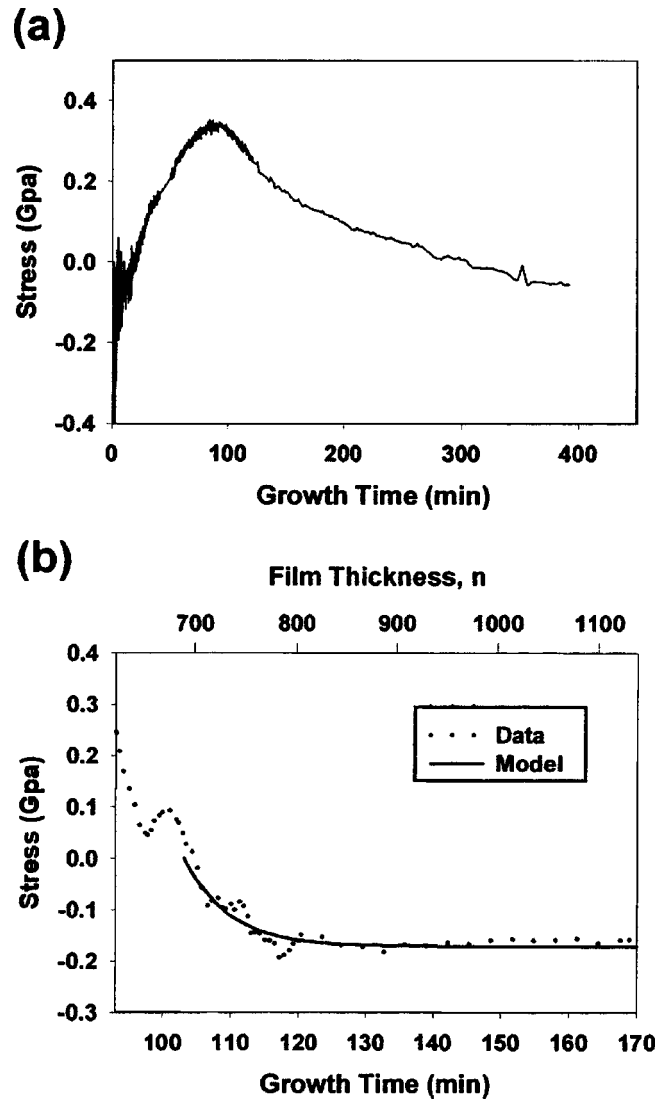 (a)
0.4
0.2
0.0
-0.2
-0.4
Stress (Gpa)
0 100 200 300 400
Growth Time (min)
(b)
Film Thickness, n
700 800 900 1000 1100
0.4
0.3
0.2
0.1
0.0
-0.1
-0.2
-0.3
Stress (Gpa)
Data
Model
100 110 120 130 140 150 160 170
Growth Time (min)